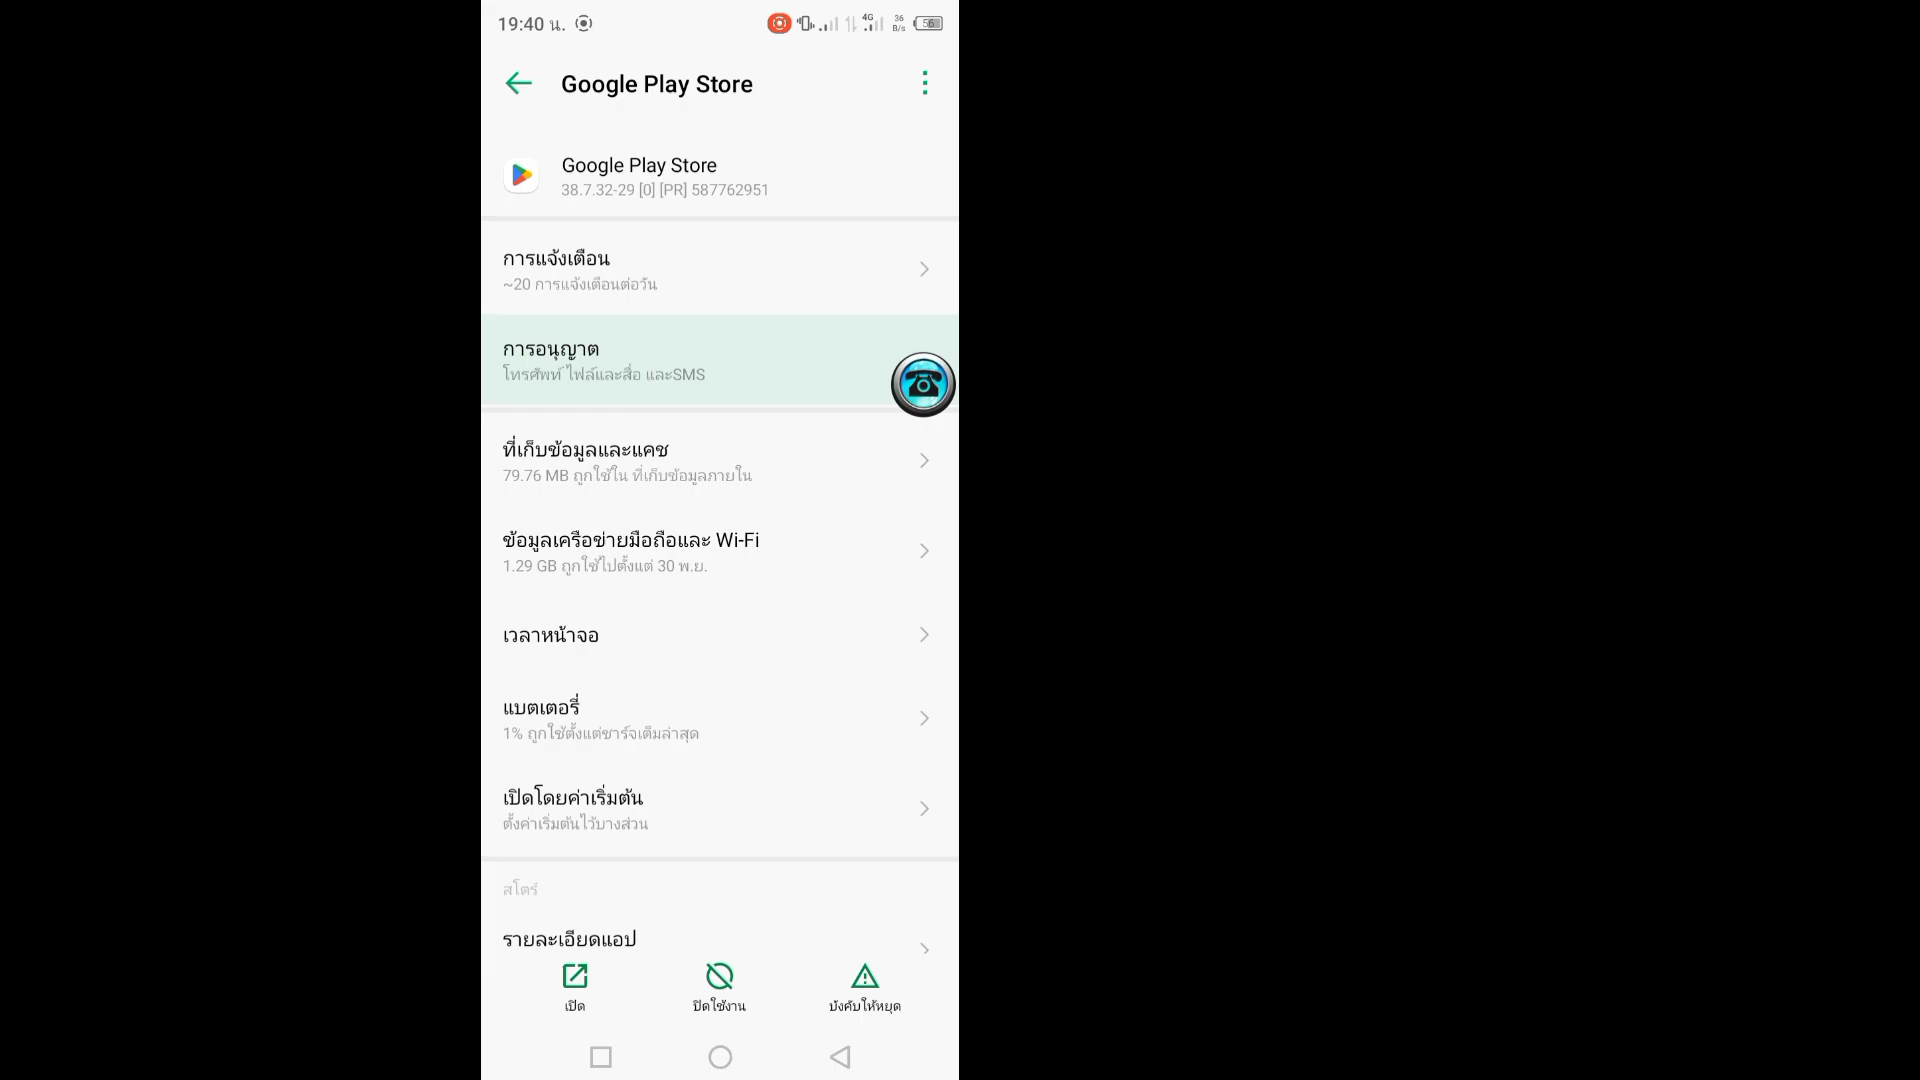 19:40 น.
4G
36
B/s
56
Google Play Store
Google Play Store
38.7.32-29 [0] [PR] 587762951
การแจ้งเตือน
~20 การแจ้งเตือนต่อวัน
การอนุญาต
โทรศัพท์ ไฟล์และสื่อ และSMS
ที่เก็บข้อมูลและแคช
79.76 MB ถูกใช้ใน ที่เก็บข้อมูลภายใน
ข้อมูลเครือข่ายมือถือและ Wi-Fi
1.29 GB ถูกใช้ไปตั้งแต่ 30 พ.ย.
เวลาหน้าจอ
แบตเตอรี่
1% ถูกใช้ตั้งแต่ชาร์จเต็มล่าสุด
เปิดโดยค่าเริ่มต้น
ตั้งค่าเริ่มต้นไว้บางส่วน
สโตร์
รายละเอียดแอป
เปิด
ปิดใช้งาน
บังคับให้หยุด